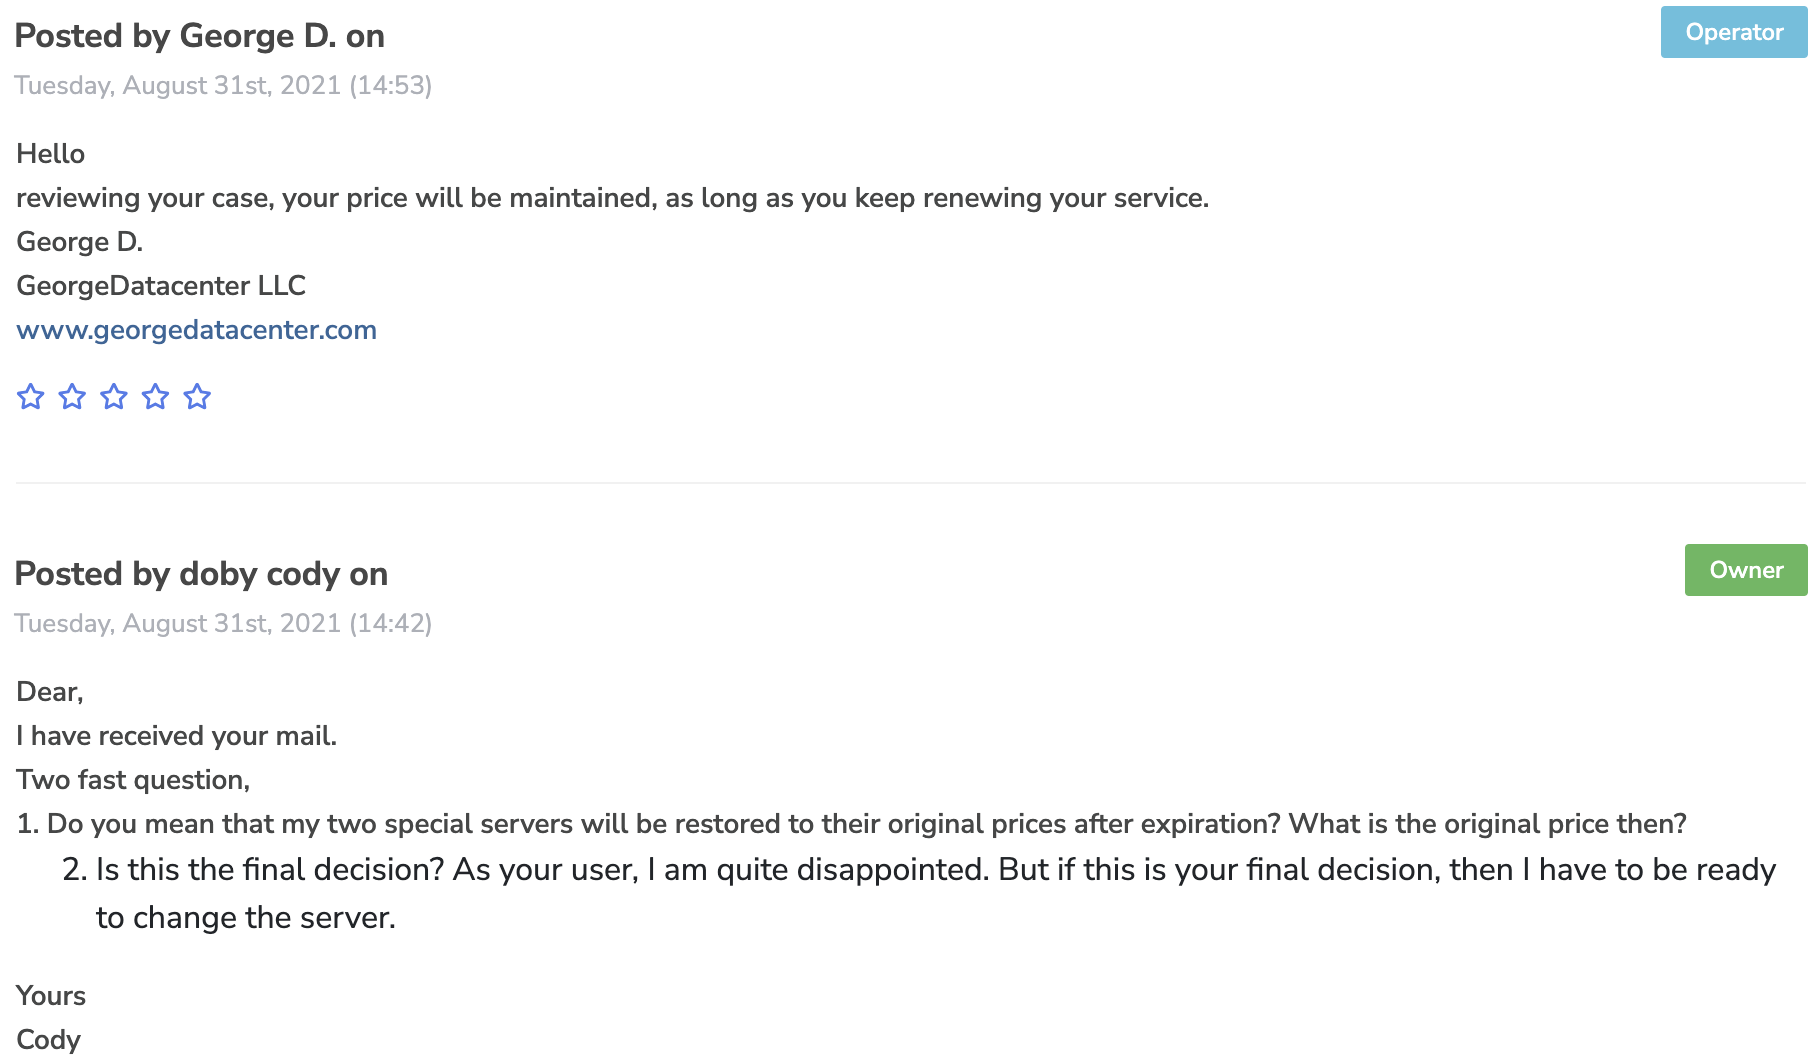 Posted by George D. on
Operator
Tuesday, August 31st, 2021 (14:53)
Hello
reviewing your case, your price will be maintained, as long as you keep renewing your service.
George D.
GeorgeDatacenter LLC
www.georgedatacenter.com
Posted by doby cody on
Owner
Tuesday, August 31st, 2021 (14:42)
Dear,
I have received your mail.
Two fast question,
1. Do you mean that my two special servers will be restored to their original prices after expiration? What is the original price then?
2. Is this the final decision? As your user, I am quite disappointed. But if this is your final decision, then I have to be ready
to change the server.
Yours
Cody